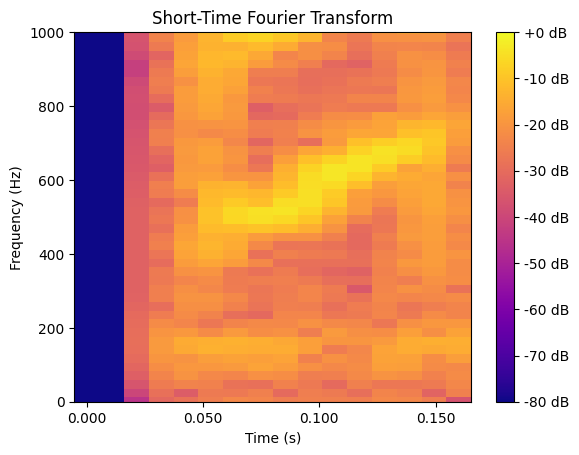 Short-Time Fourier Transform
1000
800
600
400
200
0
Frequency (Hz)
0.000
0.050
0.100
0.150
Time (s)
+0 dB
-10 dB
-20 dB
-30 dB
-40 dB
-50 dB
-60 dB
-70 dB
-80 dB